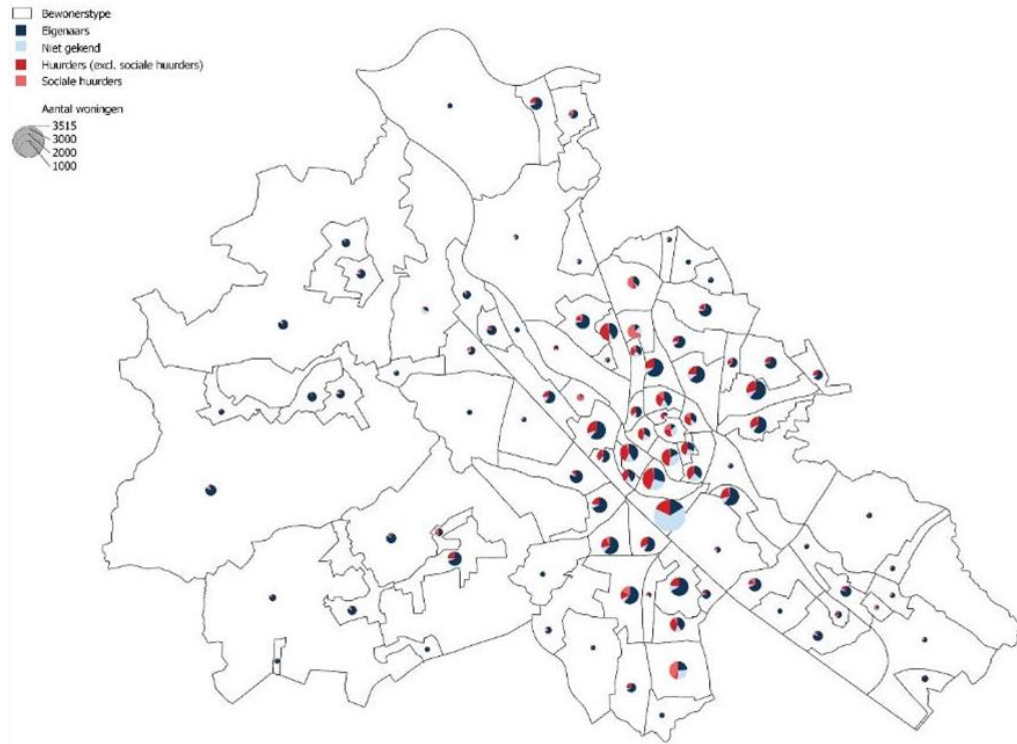 Bewonerstype
Eigenaars
Niet gekend
Huurders (excl. sociale huurders)
Sociale huurders
Aantal woningen
3515
3000
2000
1000